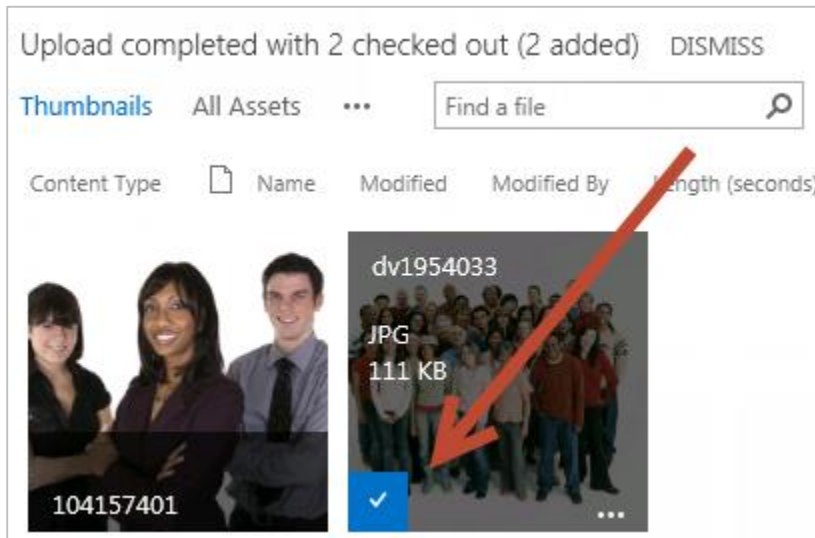 Upload completed with 2 checked out (2 added) DISMISS
Thumbnails All Assets ••• Find a file
Content Type Name Modified Modified By Length (seconds)
dv1954033
JPG
111 KB
104157401